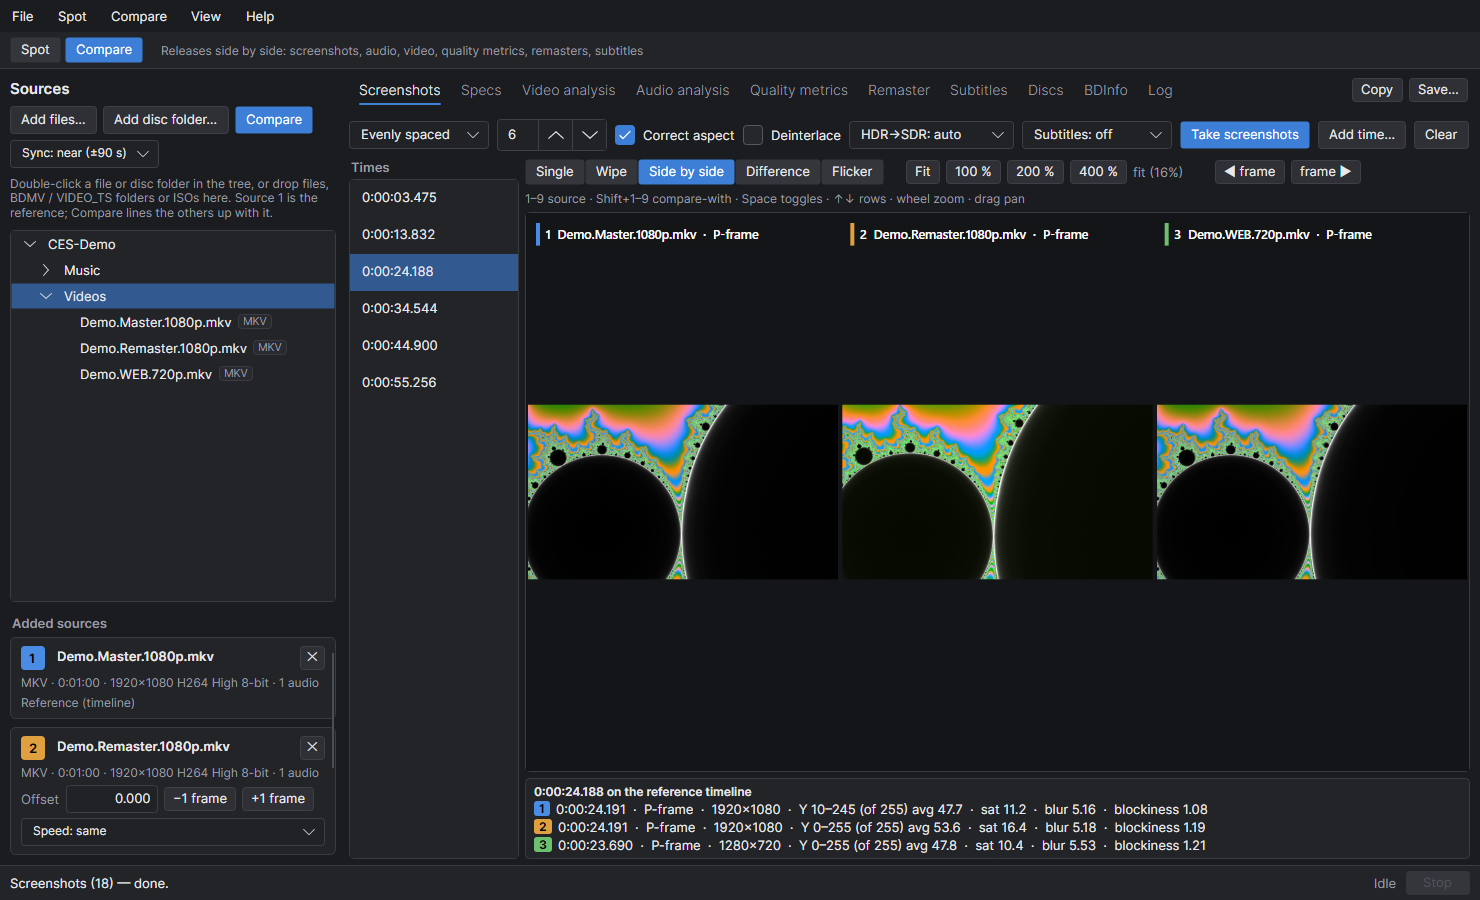 File Spot Compare View Help
Spot Compare Releases side by side: screenshots, audio, video, quality metrics, remasters, subtitles
Sources
Add files... Add disc folder... Compare
Sync: near (±90 s)
Double-click a file or disc folder in the tree, or drop files,
BDMV / VIDEO_TS folders or ISOs here. Source 1 is the
reference; Compare lines the others up with it.
CES-Demo
Music
Videos
Demo.Master.1080p.mkv MKV
Demo.Remaster.1080p.mkv MKV
Demo.WEB.720p.mkv MKV
Added sources
1 Demo.Master.1080p.mkv
MKV · 0:01:00 · 1920×1080 H264 High 8-bit · 1 audio
Reference (timeline)
2 Demo.Remaster.1080p.mkv
MKV · 0:01:00 · 1920×1080 H264 High 8-bit · 1 audio
Offset 0.000 −1 frame +1 frame
Speed: same
Screenshots Specs Video analysis Audio analysis Quality metrics Remaster Subtitles Discs BDInfo Log Copy Save...
Evenly spaced 6 Correct aspect Deinterlace HDR→SDR: auto Subtitles: off Take screenshots Add time... Clear
Times
0:00:03.475
0:00:13.832
0:00:24.188
0:00:34.544
0:00:44.900
0:00:55.256
Single Wipe Side by side Difference Flicker Fit 100 % 200 % 400 % fit (16%) ◀ frame frame ▶
1–9 source · Shift+1–9 compare-with · Space toggles · ↑↓ rows · wheel zoom · drag pan
1 Demo.Master.1080p.mkv · P-frame
2 Demo.Remaster.1080p.mkv · P-frame
3 Demo.WEB.720p.mkv · P-frame
0:00:24.188 on the reference timeline
1 0:00:24.191 · P-frame · 1920×1080 · Y 10–245 (of 255) avg 47.7 · sat 11.2 · blur 5.16 · blockiness 1.08
2 0:00:24.191 · P-frame · 1920×1080 · Y 0–255 (of 255) avg 53.6 · sat 16.4 · blur 5.18 · blockiness 1.19
3 0:00:23.690 · P-frame · 1280×720 · Y 0–255 (of 255) avg 47.8 · sat 10.4 · blur 5.53 · blockiness 1.21
Screenshots (18) — done.
Idle Stop